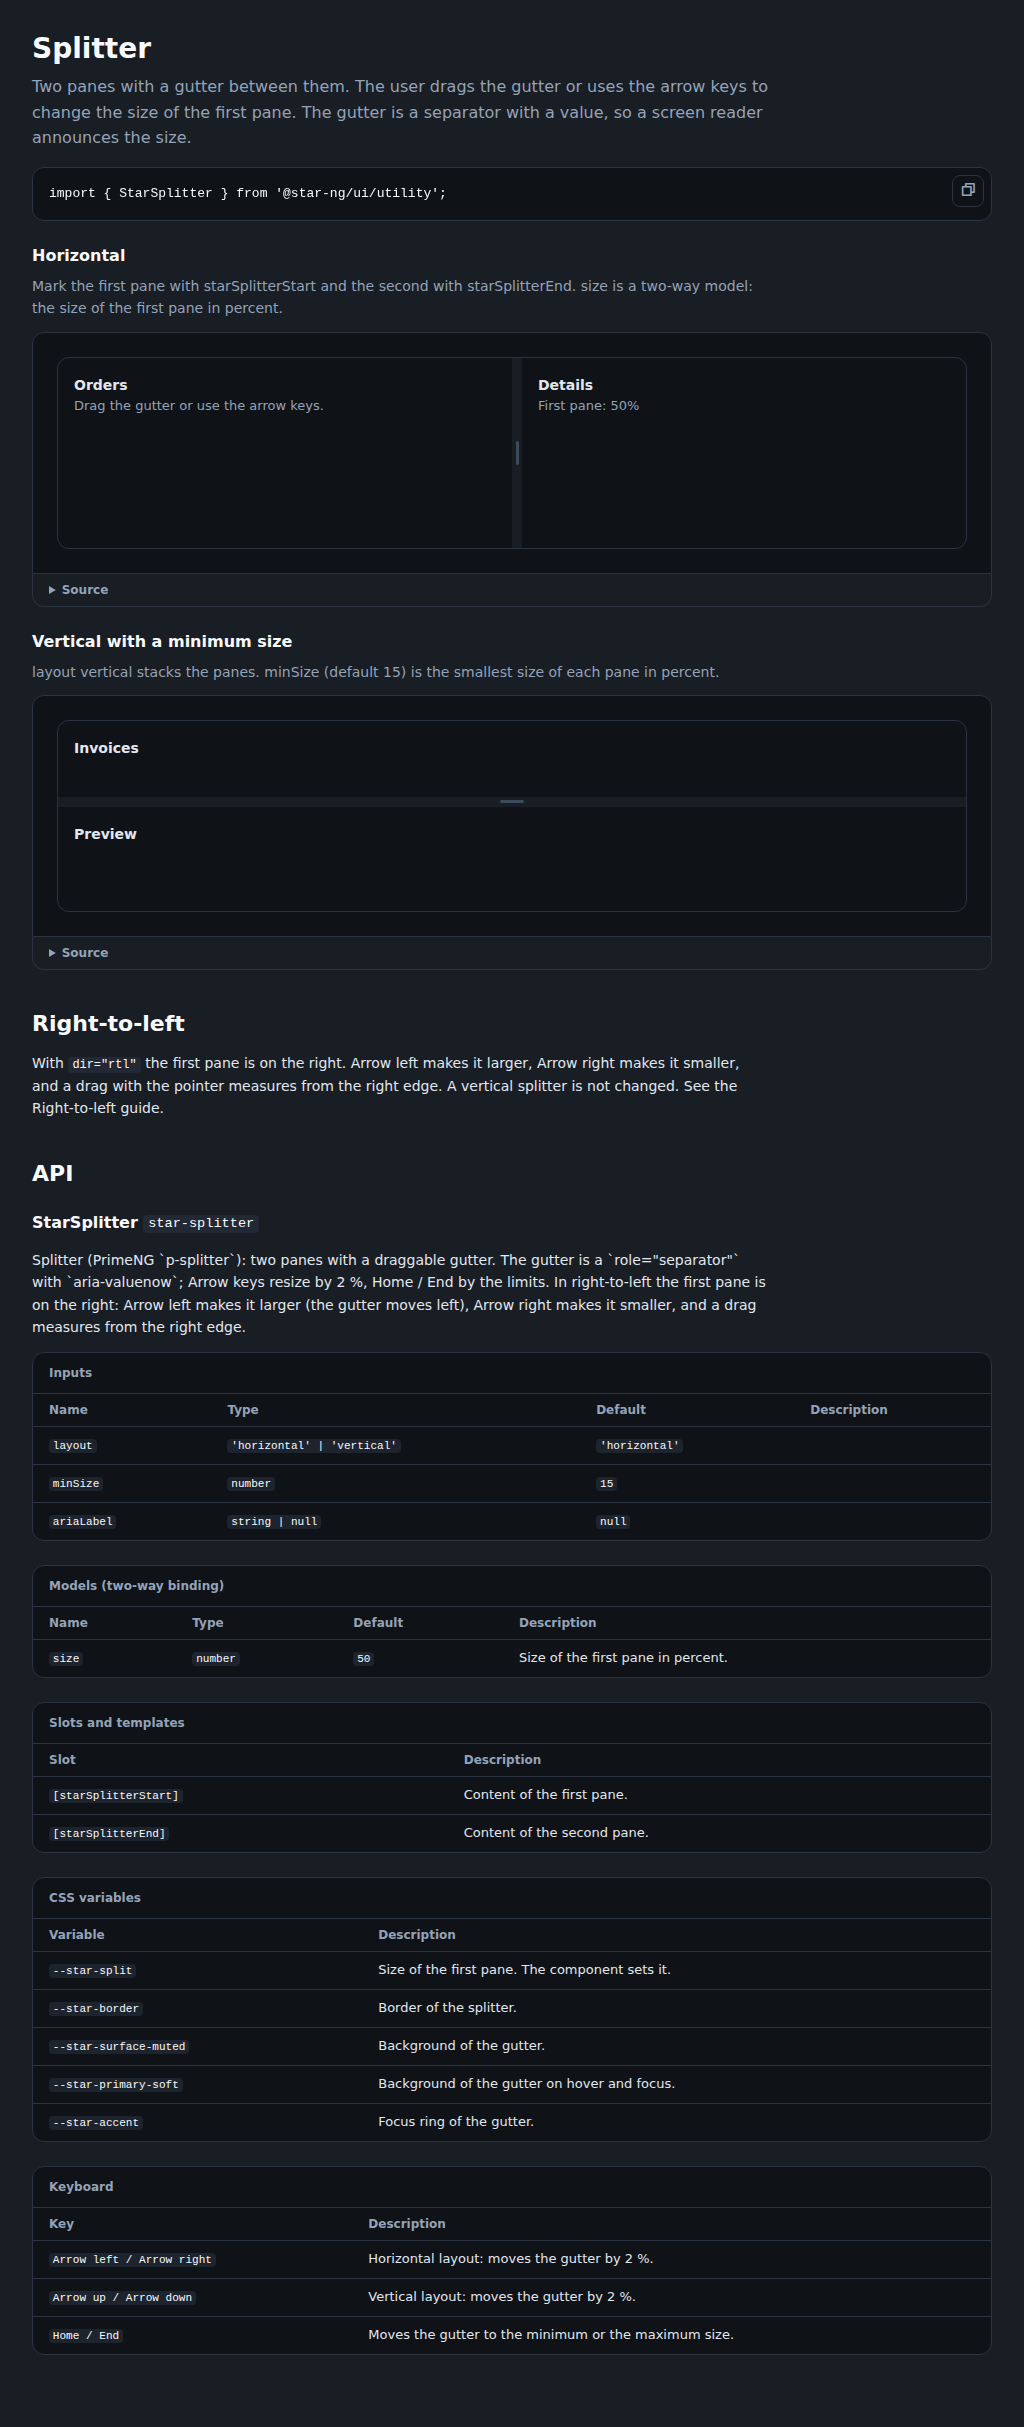 Splitter
Two panes with a gutter between them. The user drags the gutter or uses the arrow keys to
change the size of the first pane. The gutter is a separator with a value, so a screen reader
announces the size.
import { StarSplitter } from '@star-ng/ui/utility';
Horizontal
Mark the first pane with starSplitterStart and the second with starSplitterEnd. size is a two-way model:
the size of the first pane in percent.
Orders
Drag the gutter or use the arrow keys.
Details
First pane: 50%
Source
Vertical with a minimum size
layout vertical stacks the panes. minSize (default 15) is the smallest size of each pane in percent.
Invoices
Preview
Source
Right-to-left
With dir="rtl" the first pane is on the right. Arrow left makes it larger, Arrow right makes it smaller,
and a drag with the pointer measures from the right edge. A vertical splitter is not changed. See the
Right-to-left guide.
API
StarSplitter star-splitter
Splitter (PrimeNG `p-splitter`): two panes with a draggable gutter. The gutter is a `role="separator"`
with `aria-valuenow`; Arrow keys resize by 2 %, Home / End by the limits. In right-to-left the first pane is
on the right: Arrow left makes it larger (the gutter moves left), Arrow right makes it smaller, and a drag
measures from the right edge.
Inputs
Name Type Default Description
layout 'horizontal' | 'vertical' 'horizontal'
minSize number 15
ariaLabel string | null null
Models (two-way binding)
Name Type Default Description
size number 50 Size of the first pane in percent.
Slots and templates
Slot Description
[starSplitterStart] Content of the first pane.
[starSplitterEnd] Content of the second pane.
CSS variables
Variable Description
--star-split Size of the first pane. The component sets it.
--star-border Border of the splitter.
--star-surface-muted Background of the gutter.
--star-primary-soft Background of the gutter on hover and focus.
--star-accent Focus ring of the gutter.
Keyboard
Key Description
Arrow left / Arrow right Horizontal layout: moves the gutter by 2 %.
Arrow up / Arrow down Vertical layout: moves the gutter by 2 %.
Home / End Moves the gutter to the minimum or the maximum size.